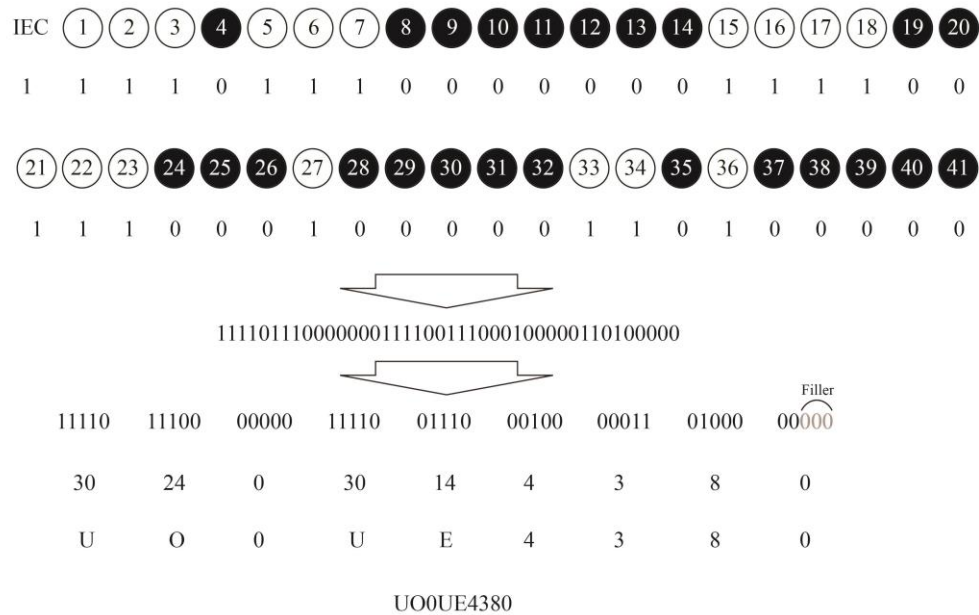 IEC 1 2 3 4 5 6 7 8 9 10 11 12 13 14 15 16 17 18 19 20
1 1 1 1 0 1 1 1 0 0 0 0 0 0 0 1 1 1 1 0 0
21 22 23 24 25 26 27 28 29 30 31 32 33 34 35 36 37 38 39 40 41
1 1 1 0 0 0 1 0 0 0 0 0 1 1 0 1 0 0 0 0 0
111101110000000111100111000100000110100000
Filler
11110 11100 00000 11110 01110 00100 00011 01000 00000
30 24 0 30 14 4 3 8 0
U O 0 U E 4 3 8 0
UO0UE4380